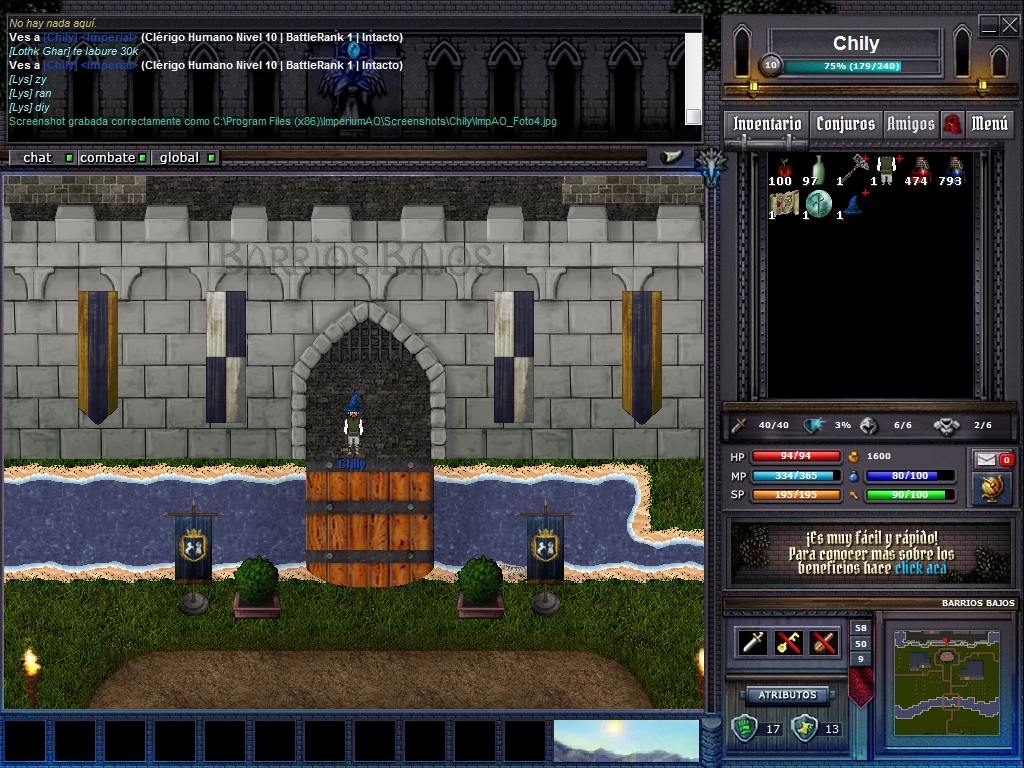 No hay nada aquí.
Ves a [Chily] <Imperial> (Clérigo Humano Nivel 10 | BattleRank 1 | Intacto)
[Lothk Ghar] te labure 30k
Ves a [Chily] <Imperial> (Clérigo Humano Nivel 10 | BattleRank 1 | Intacto)
[Lys] zy
[Lys] ran
[Lys] diy
Screenshot grabada correctamente como C:\Program Files (x86)\ImperiumAO\Screenshots\Chily\ImpAO_Foto4.jpg
chat combate global
Barrios Bajos
Chily
Chily
10 75% (179/240)
Inventario Conjuros Amigos Menú
100 97 1 1 474 793
1 1 1
40/40 3% 6/6 2/6
HP 94/94 1600 0
MP 334/365 80/100
SP 195/195 90/100
¡Es muy fácil y rápido!
Para conocer más sobre los
beneficios hace click acá
BARRIOS BAJOS
58
50
9
ATRIBUTOS
17 13